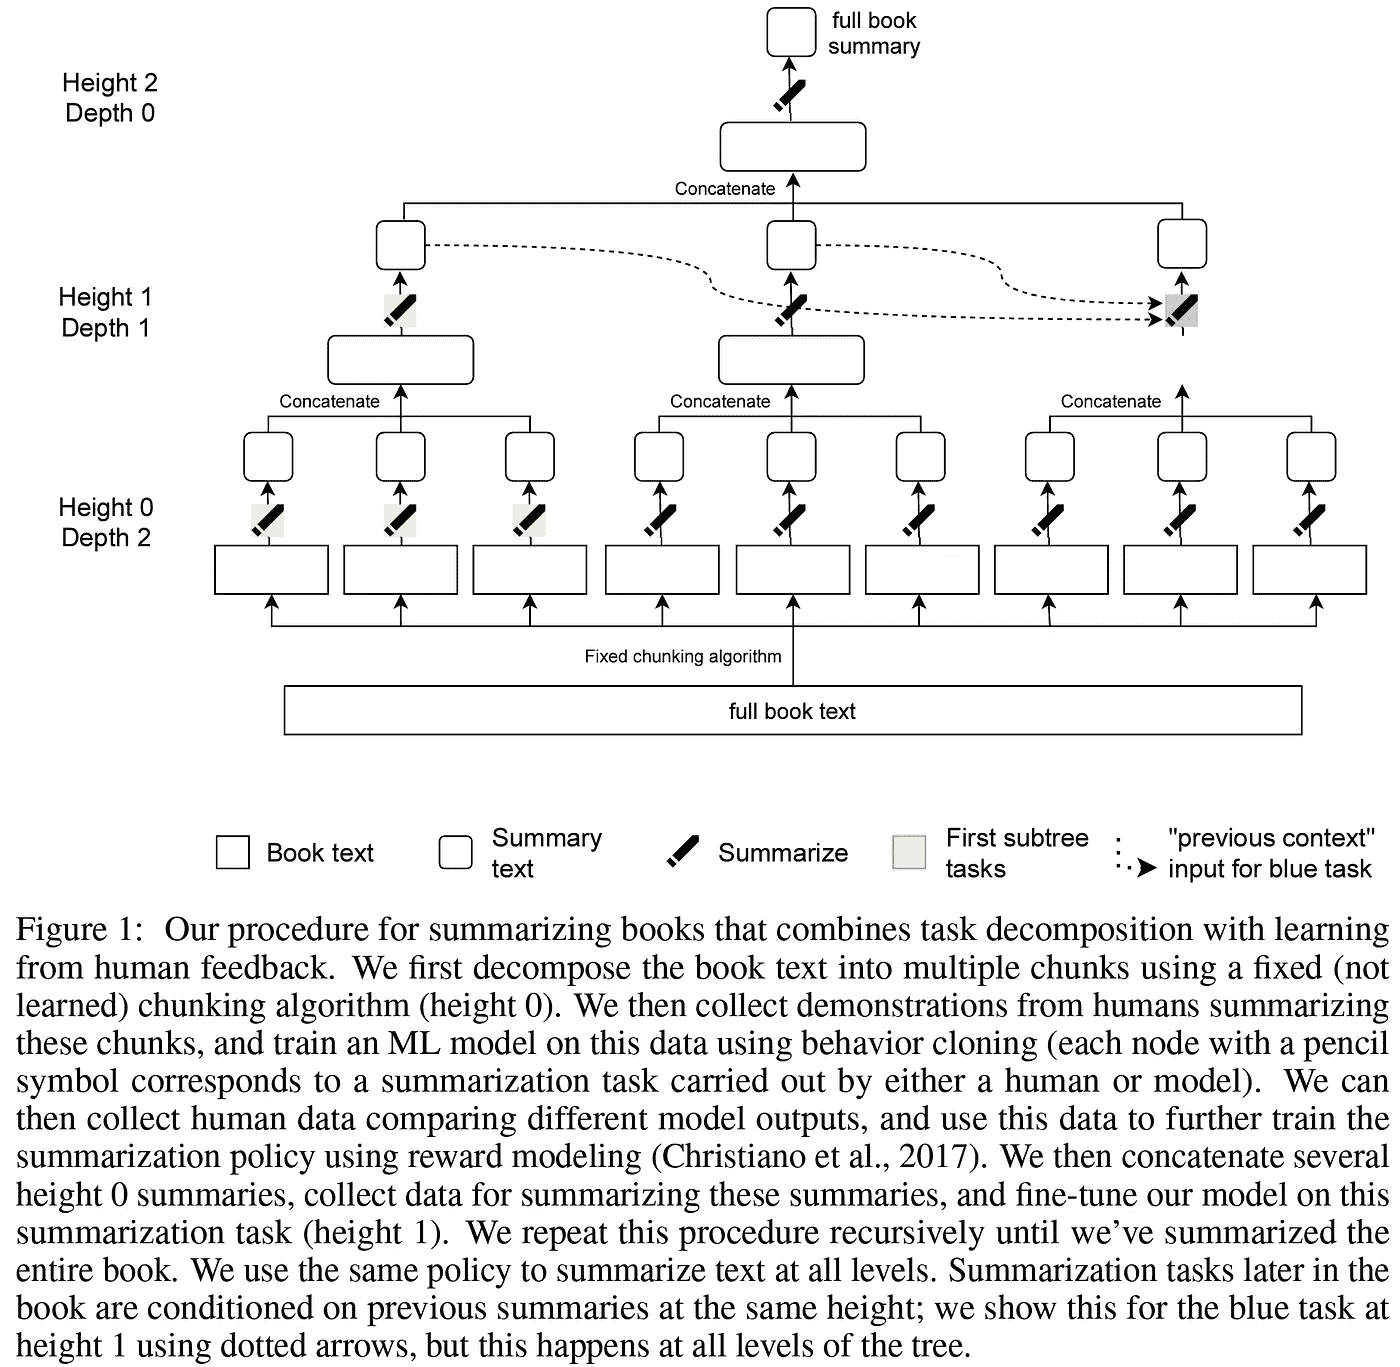 full book
summary
Height 2
Depth 0
Concatenate
Height 1
Depth 1
Concatenate
Concatenate
Concatenate
Height 0
Depth 2
Fixed chunking algorithm
full book text
Book text
Summary
text
Summarize
First subtree
tasks
"previous context"
input for blue task
Figure 1: Our procedure for summarizing books that combines task decomposition with learning
from human feedback. We first decompose the book text into multiple chunks using a fixed (not
learned) chunking algorithm (height 0). We then collect demonstrations from humans summarizing
these chunks, and train an ML model on this data using behavior cloning (each node with a pencil
symbol corresponds to a summarization task carried out by either a human or model). We can
then collect human data comparing different model outputs, and use this data to further train the
summarization policy using reward modeling (Christiano et al., 2017). We then concatenate several
height 0 summaries, collect data for summarizing these summaries, and fine-tune our model on this
summarization task (height 1). We repeat this procedure recursively until we've summarized the
entire book. We use the same policy to summarize text at all levels. Summarization tasks later in the
book are conditioned on previous summaries at the same height; we show this for the blue task at
height 1 using dotted arrows, but this happens at all levels of the tree.